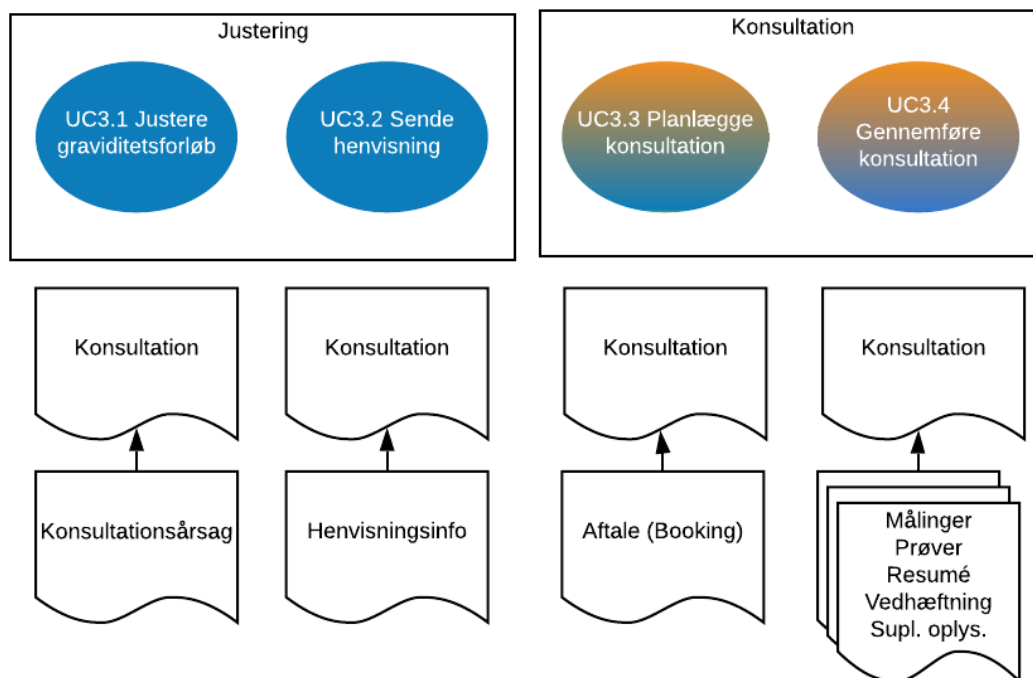 Justering
Konsultation
UC3.1 Justere
graviditetsforløb
UC3.2 Sende
henvisning
UC3.3 Planlægge
konsultation
UC3.4
Gennemføre
konsultation
Konsultation
Konsultation
Konsultation
Konsultation
Konsultationsårsag
Henvisningsinfo
Aftale (Booking)
Målinger
Prøver
Resumé
Vedhæftning
Supl. oplys.